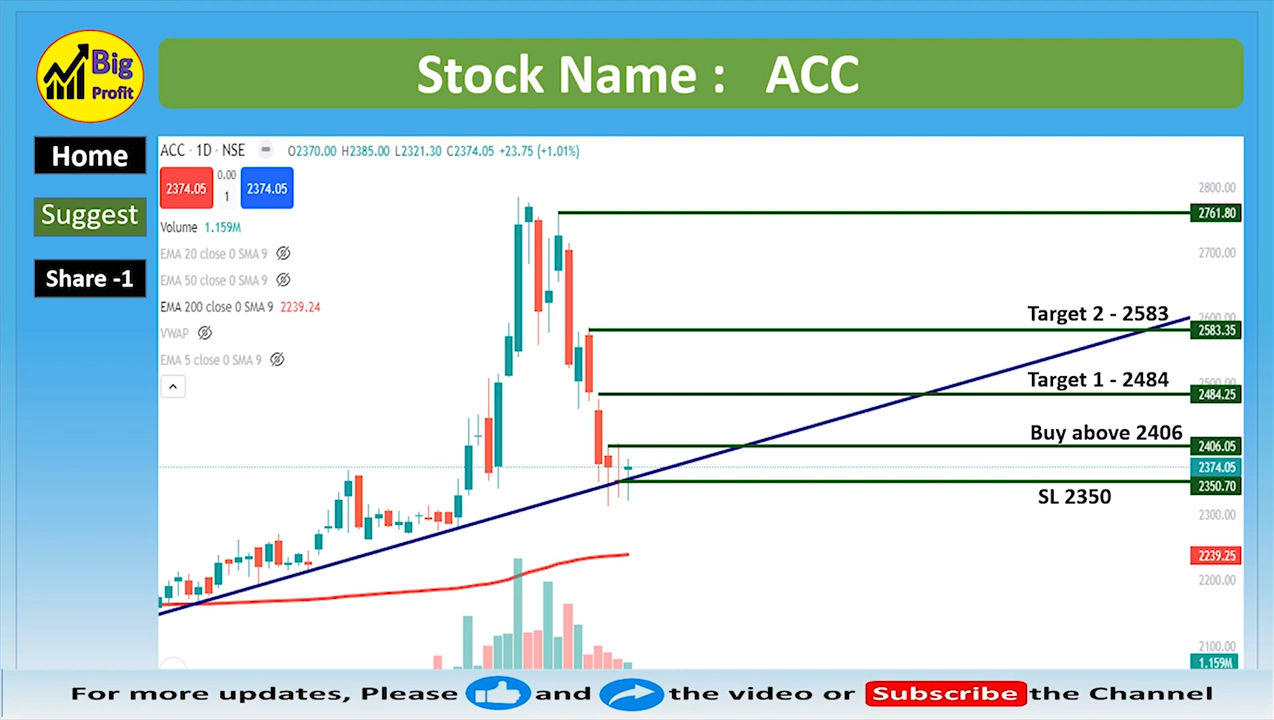 Big
Profit
Stock Name : ACC
Home
Suggest
Share -1
ACC · 1D · NSE O2370.00 H2385.00 L2321.30 C2374.05 +23.75 (+1.01%)
2374.05 0.00 2374.05
1
Volume 1.159M
EMA 20 close 0 SMA 9
EMA 50 close 0 SMA 9
EMA 200 close 0 SMA 9 2239.24
VWAP
EMA 5 close 0 SMA 9
2800.00
2761.80
2700.00
Target 2 - 2583
2600.00
2583.35
Target 1 - 2484
2500.00
2484.25
Buy above 2406
2406.05
2374.05
2350.70
SL 2350
2300.00
2239.25
2200.00
2100.00
1.159M
For more updates, Please and the video or Subscribe the Channel